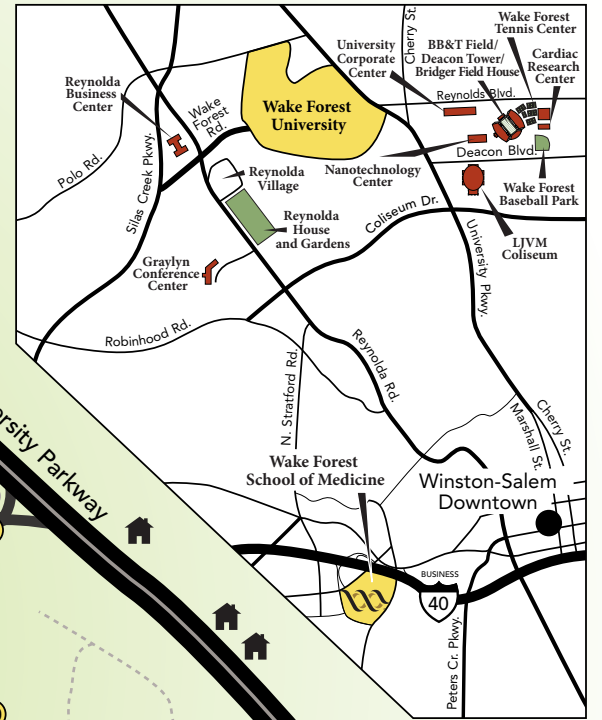 Cherry St.
Wake Forest
Tennis Center
University
Corporate
Center
BB&T Field/
Deacon Tower/
Bridger Field House
Cardiac
Research
Center
Reynolda
Business
Center
Wake
Forest
Rd.
Wake Forest
University
Reynolds Blvd.
Deacon Blvd.
Polo Rd.
Silas Creek Pkwy.
Reynolda
Village
Nanotechnology
Center
Wake Forest
Baseball Park
Reynolda
House
and Gardens
Coliseum Dr.
University Pkwy.
LJVM
Coliseum
Graylyn
Conference
Center
Robinhood Rd.
Reynolda Rd.
N. Stratford Rd.
Cherry St.
Marshall St.
ersity Parkway
Wake Forest
School of Medicine
Winston-Salem
Downtown
BUSINESS
40
Peters Cr. Pkwy.